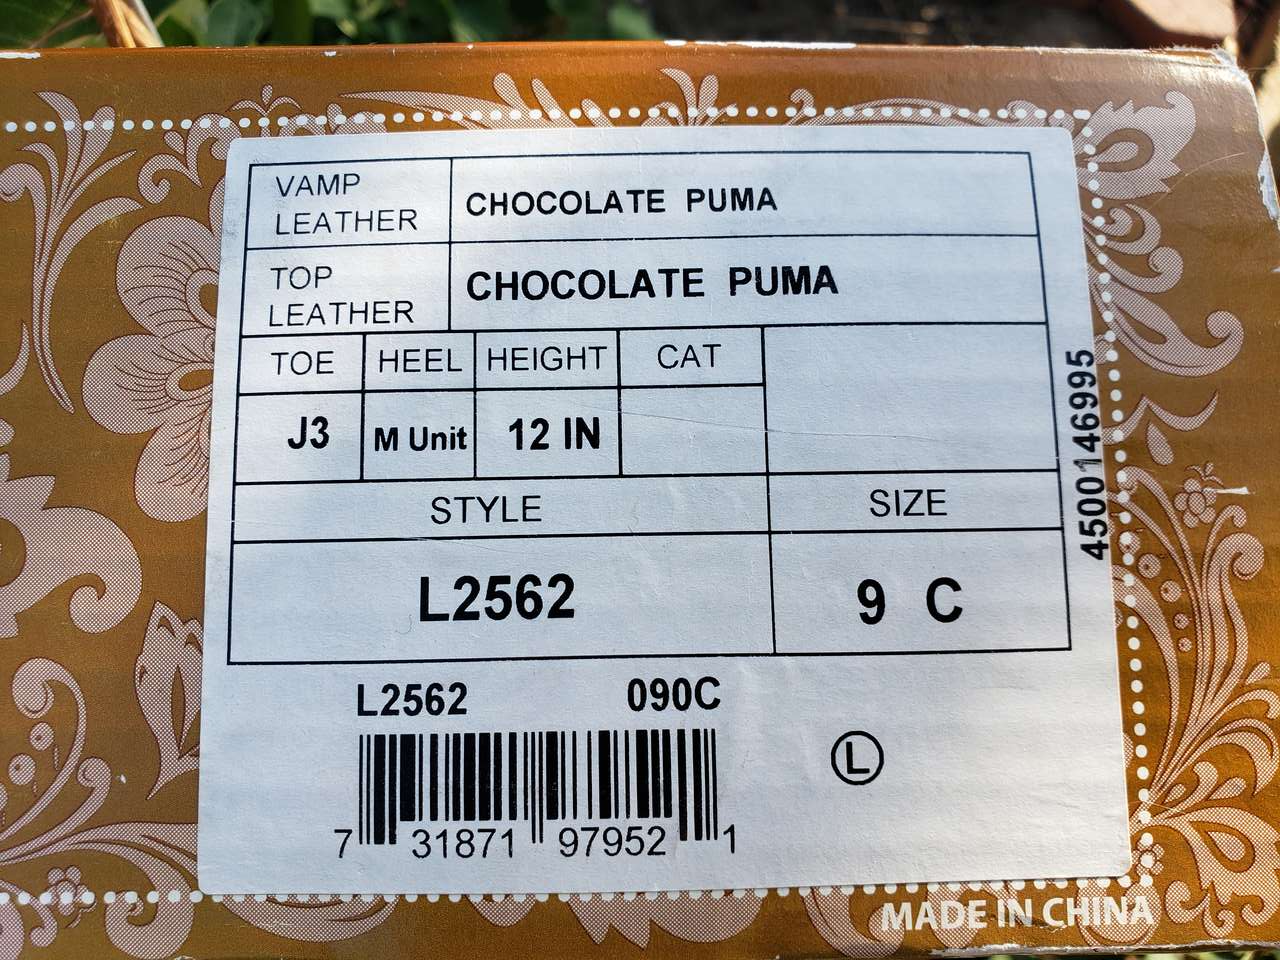 VAMP
LEATHER
CHOCOLATE PUMA
TOP
LEATHER
CHOCOLATE PUMA
TOE HEEL HEIGHT CAT
J3 M Unit 12 IN
STYLE SIZE
L2562 9 C
4500146995
L2562 090C
7 31871 97952 1
L
MADE IN CHINA